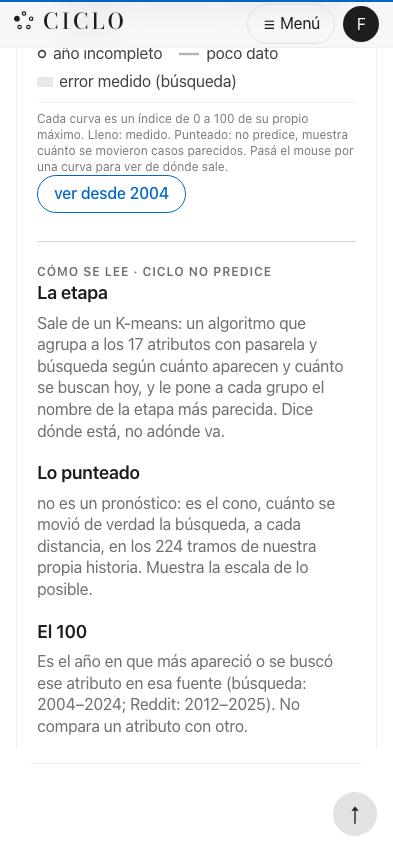 CICLO
≡ Menú
F
año incompleto — poco dato
error medido (búsqueda)
Cada curva es un índice de 0 a 100 de su propio
máximo. Lleno: medido. Punteado: no predice, muestra
cuánto se movieron casos parecidos. Pasá el mouse por
una curva para ver de dónde sale.
ver desde 2004
CÓMO SE LEE · CICLO NO PREDICE
La etapa
Sale de un K-means: un algoritmo que
agrupa a los 17 atributos con pasarela y
búsqueda según cuánto aparecen y cuánto
se buscan hoy, y le pone a cada grupo el
nombre de la etapa más parecida. Dice
dónde está, no adónde va.
Lo punteado
no es un pronóstico: es el cono, cuánto se
movió de verdad la búsqueda, a cada
distancia, en los 224 tramos de nuestra
propia historia. Muestra la escala de lo
posible.
El 100
Es el año en que más apareció o se buscó
ese atributo en esa fuente (búsqueda:
2004–2024; Reddit: 2012–2025). No
compara un atributo con otro.
↑